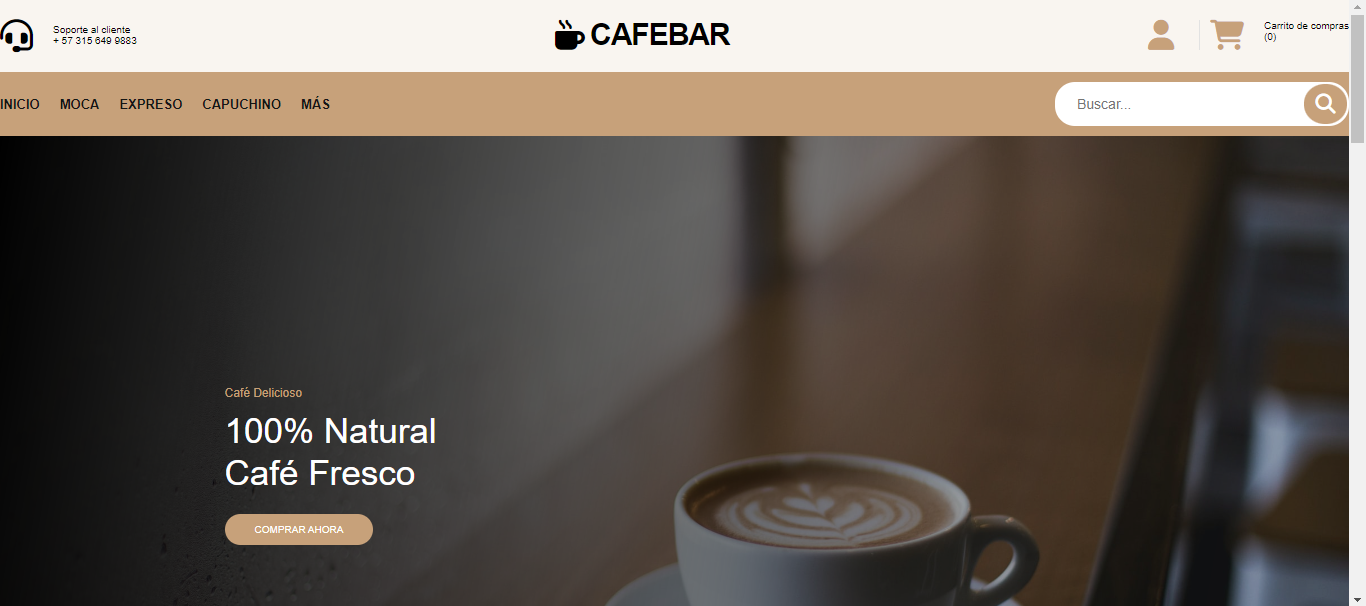 Soporte al cliente
+ 57 315 649 9883
CAFEBAR
Carrito de compras
(0)
INICIO MOCA EXPRESO CAPUCHINO MÁS
Buscar...
Café Delicioso
100% Natural
Café Fresco
COMPRAR AHORA